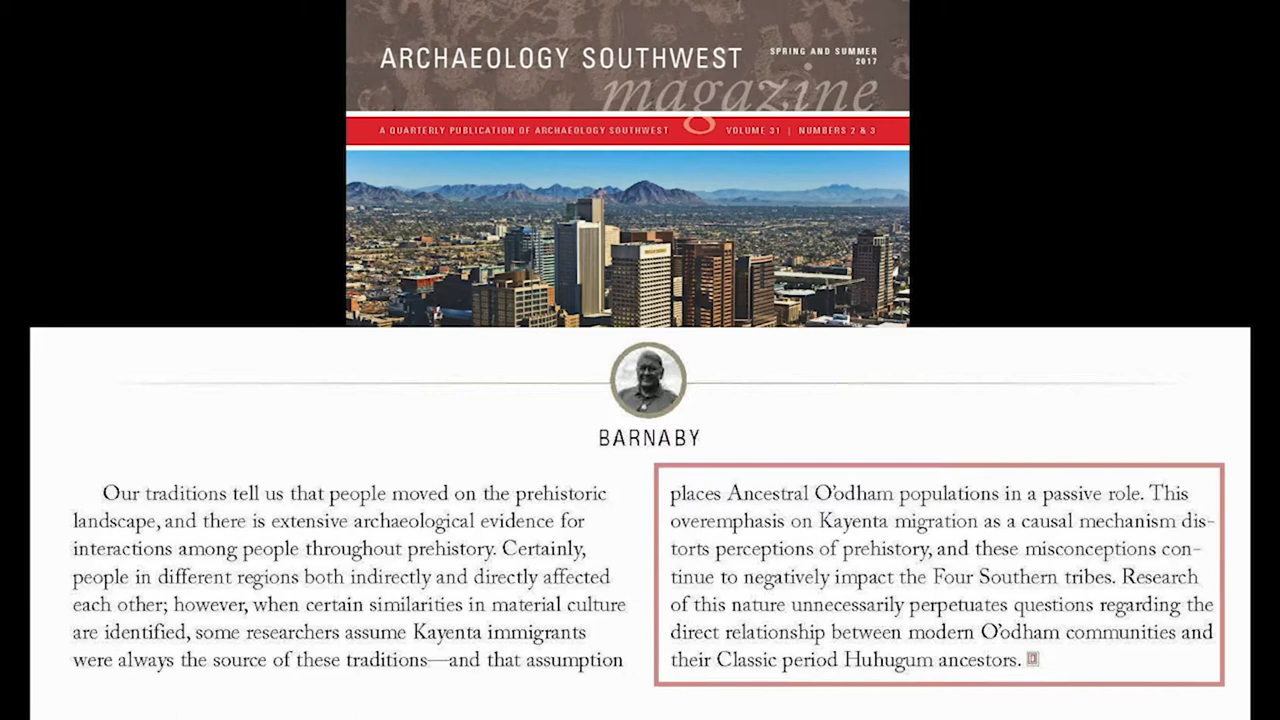 ARCHAEOLOGY SOUTHWEST
SPRING AND SUMMER
2017
magazine
A QUARTERLY PUBLICATION OF ARCHAEOLOGY SOUTHWEST
VOLUME 31 | NUMBERS 2 & 3
BARNABY
Our traditions tell us that people moved on the prehistoric
landscape, and there is extensive archaeological evidence for
interactions among people throughout prehistory. Certainly,
people in different regions both indirectly and directly affected
each other; however, when certain similarities in material culture
are identified, some researchers assume Kayenta immigrants
were always the source of these traditions—and that assumption
places Ancestral O'odham populations in a passive role. This
overemphasis on Kayenta migration as a causal mechanism dis-
torts perceptions of prehistory, and these misconceptions con-
tinue to negatively impact the Four Southern tribes. Research
of this nature unnecessarily perpetuates questions regarding the
direct relationship between modern O'odham communities and
their Classic period Huhugum ancestors.